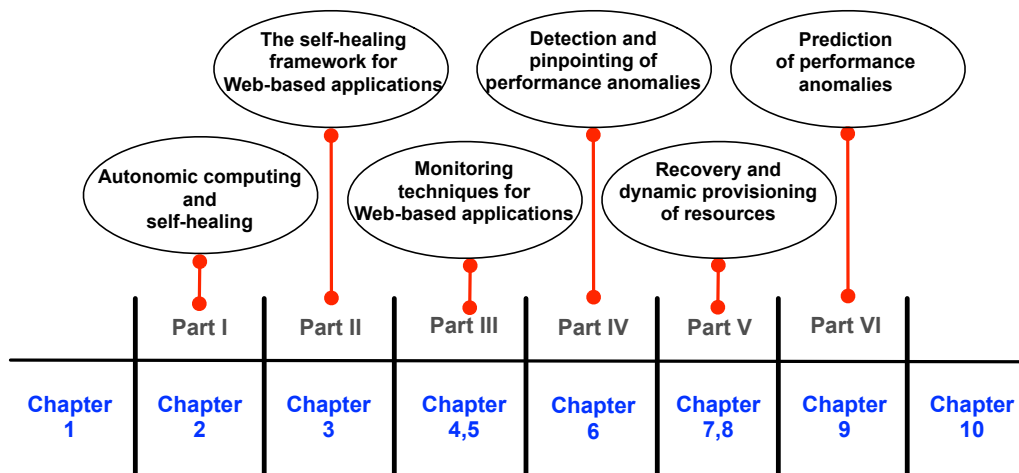 The self-healing
framework for
Web-based applications
Detection and
pinpointing of
performance anomalies
Prediction
of performance
anomalies
Autonomic computing
and
self-healing
Monitoring
techniques for
Web-based applications
Recovery and
dynamic provisioning
of resources
Part I
Part II
Part III
Part IV
Part V
Part VI
Chapter
1
Chapter
2
Chapter
3
Chapter
4,5
Chapter
6
Chapter
7,8
Chapter
9
Chapter
10